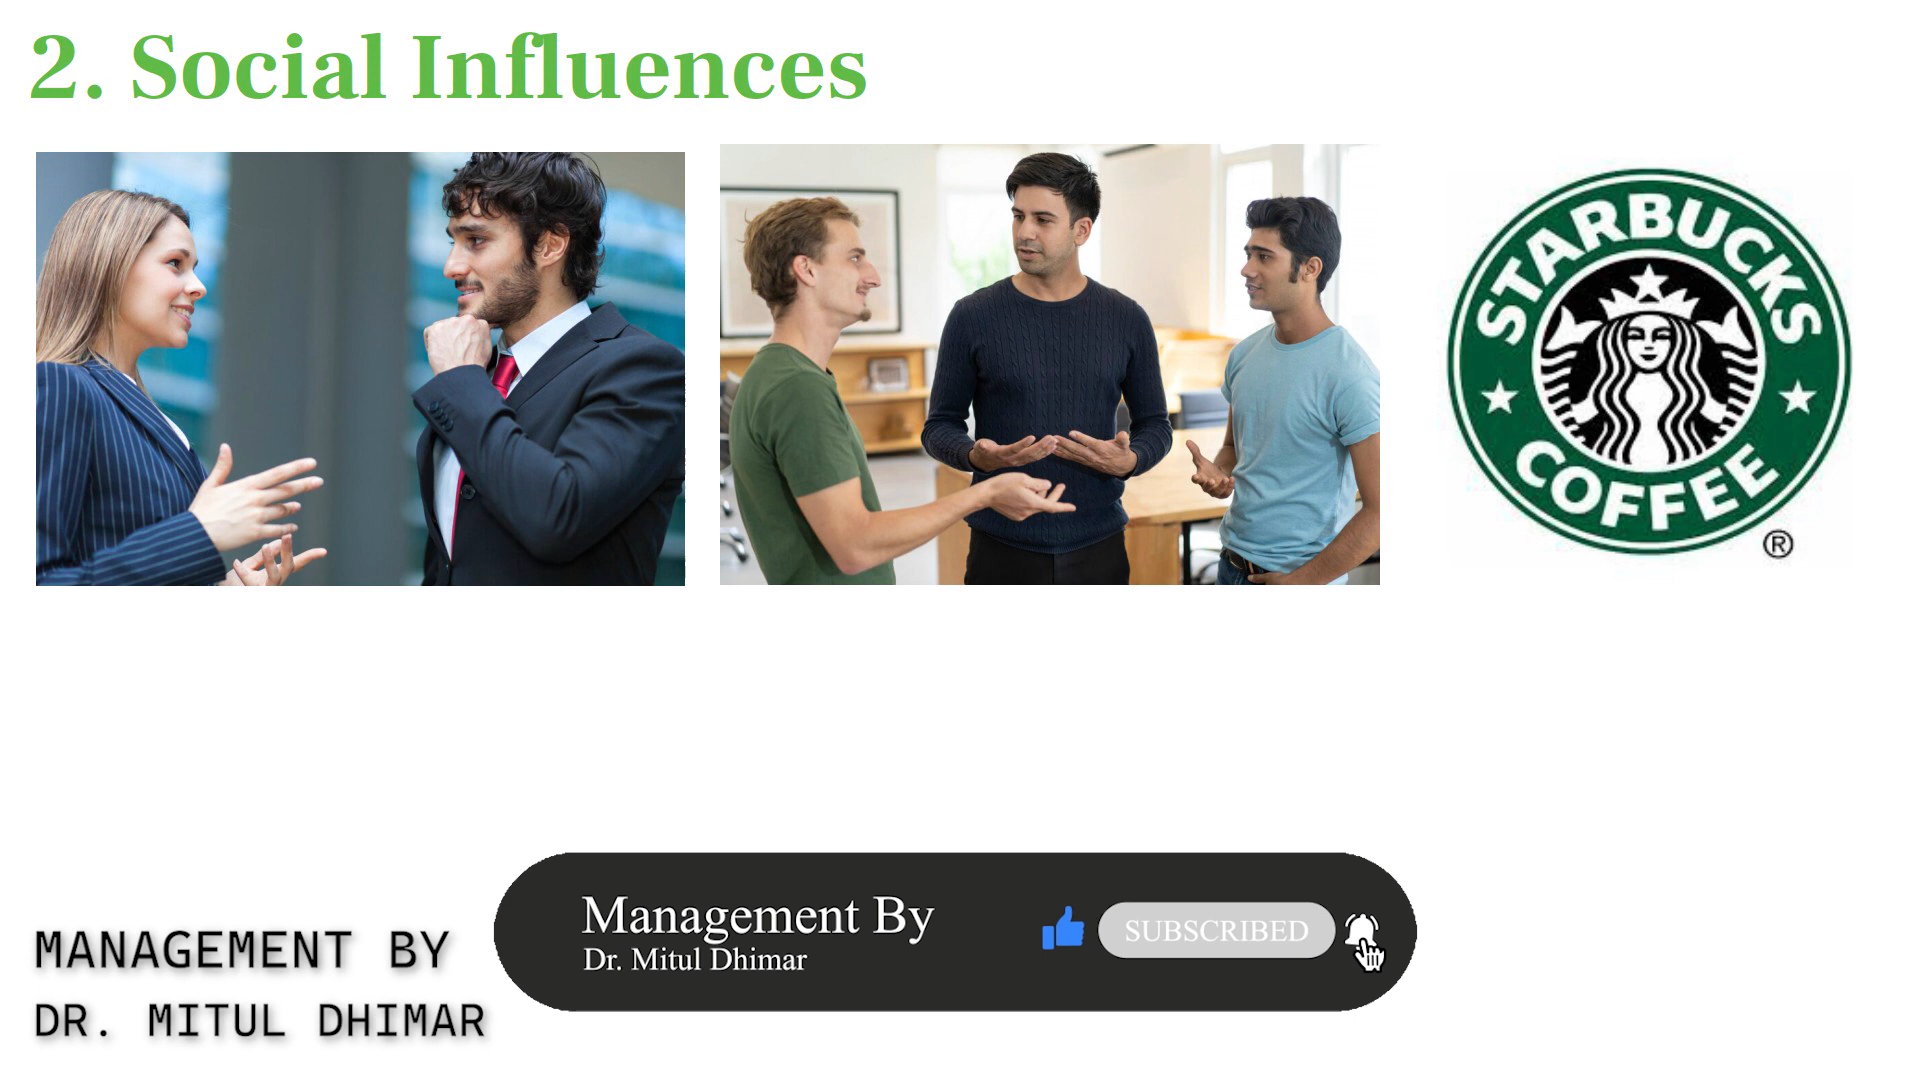 2. Social Influences
STARBUCKS
COFFEE
®
Management By
Dr. Mitul Dhimar
SUBSCRIBED
MANAGEMENT BY
DR. MITUL DHIMAR